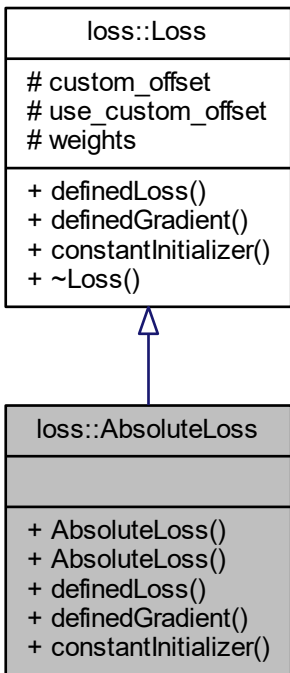 loss::Loss
# custom_offset
# use_custom_offset
# weights
+ definedLoss()
+ definedGradient()
+ constantInitializer()
+ ~Loss()
loss::AbsoluteLoss
+ AbsoluteLoss()
+ AbsoluteLoss()
+ definedLoss()
+ definedGradient()
+ constantInitializer()